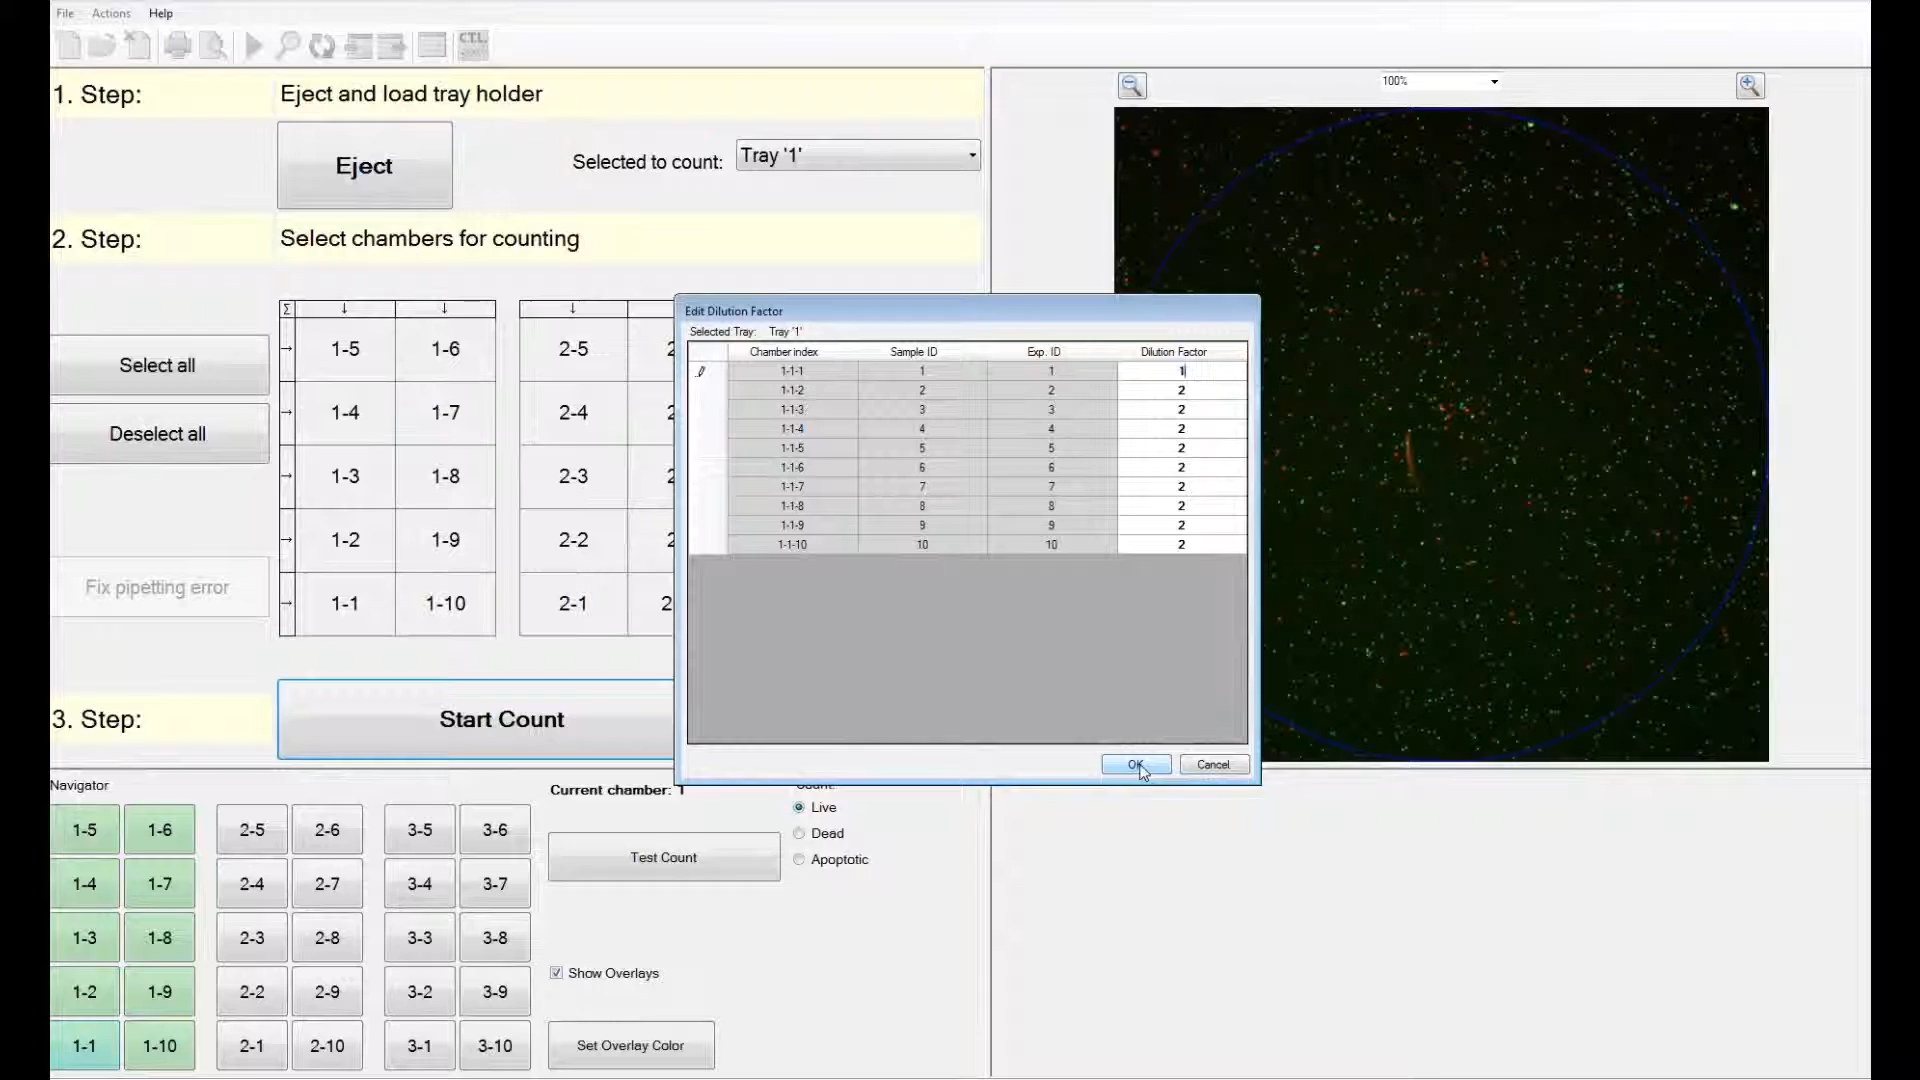 File Actions Help
CTL
1. Step: Eject and load tray holder
Eject
Selected to count: Tray '1'
2. Step: Select chambers for counting
Select all
Deselect all
Fix pipetting error
Σ ↓ ↓ ↓
→ 1-5 1-6 2-5 2
→ 1-4 1-7 2-4 2
→ 1-3 1-8 2-3 2
→ 1-2 1-9 2-2 2
→ 1-1 1-10 2-1 2
3. Step: Start Count
100%
Edit Dilution Factor
Selected Tray: Tray '1'
Chamber index Sample ID Exp. ID Dilution Factor
1-1-1 1 1 1
1-1-2 2 2 2
1-1-3 3 3 2
1-1-4 4 4 2
1-1-5 5 5 2
1-1-6 6 6 2
1-1-7 7 7 2
1-1-8 8 8 2
1-1-9 9 9 2
1-1-10 10 10 2
OK Cancel
Navigator
1-5 1-6 2-5 2-6 3-5 3-6
1-4 1-7 2-4 2-7 3-4 3-7
1-3 1-8 2-3 2-8 3-3 3-8
1-2 1-9 2-2 2-9 3-2 3-9
1-1 1-10 2-1 2-10 3-1 3-10
Current chamber: 1
Test Count
Live
Dead
Apoptotic
Show Overlays
Set Overlay Color